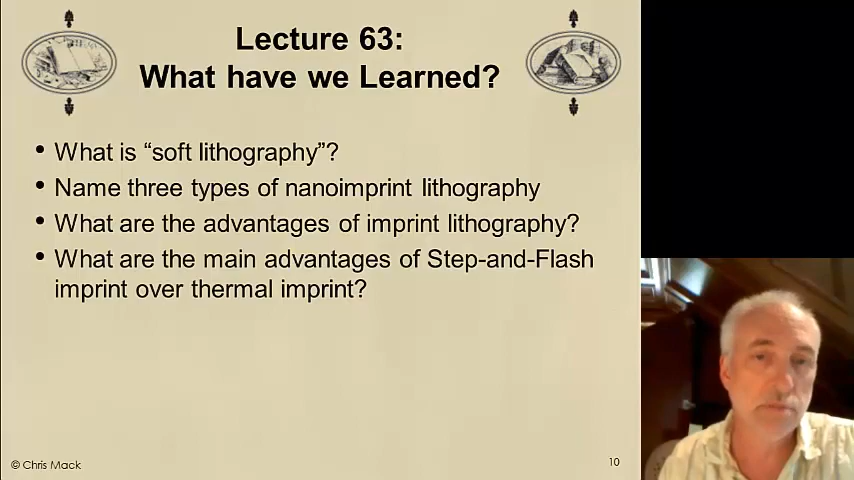 Lecture 63:
What have we Learned?
• What is “soft lithography”?
• Name three types of nanoimprint lithography
• What are the advantages of imprint lithography?
• What are the main advantages of Step-and-Flash
imprint over thermal imprint?
© Chris Mack
10